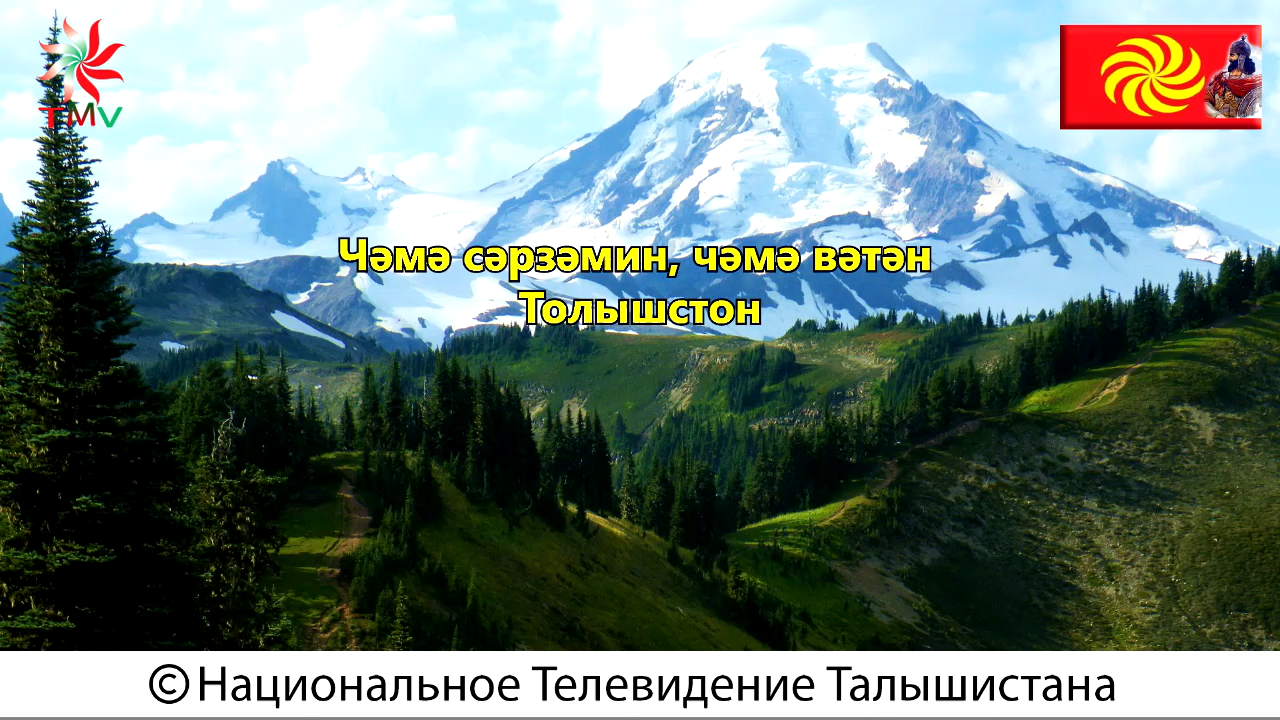 TMV
Чәмә сәрзәмин, чәмә вәтән
Толышстон
©Национальное Телевидение Талышистана